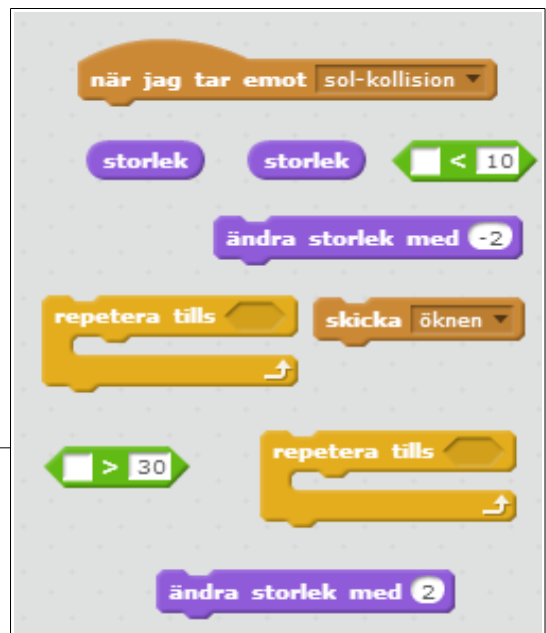 när jag tar emot sol-kollision
storlek storlek < 10
ändra storlek med -2
repetera tills skicka öknen
> 30 repetera tills
ändra storlek med 2